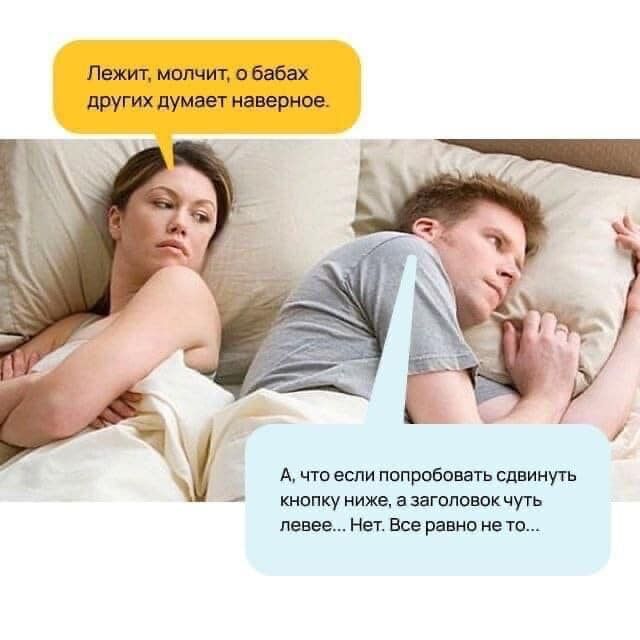 Лежит, молчит, о бабах
других думает наверное.
А, что если попробовать сдвинуть
кнопку ниже, а заголовок чуть
левее... Нет. Все равно не то...